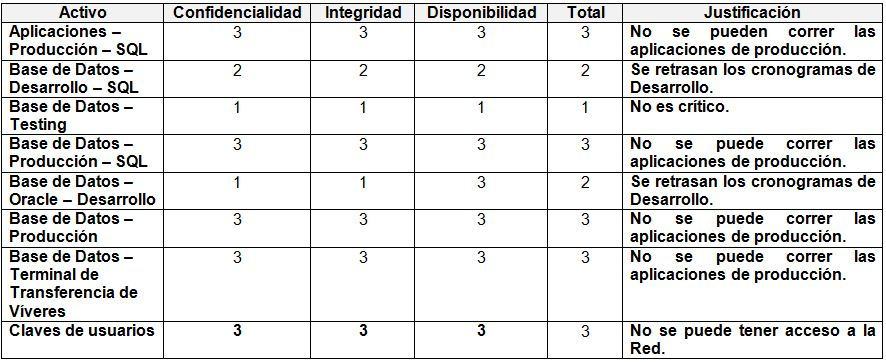 Activo Confidencialidad Integridad Disponibilidad Total Justificación
Aplicaciones – 3 3 3 3 No se pueden correr las
Producción – SQL aplicaciones de producción.
Base de Datos – 2 2 2 2 Se retrasan los cronogramas de
Desarrollo – SQL Desarrollo.
Base de Datos – 1 1 1 1 No es crítico.
Testing
Base de Datos – 3 3 3 3 No se puede correr las
Producción – SQL aplicaciones de producción.
Base de Datos – 1 1 3 2 Se retrasan los cronogramas de
Oracle – Desarrollo Desarrollo.
Base de Datos – 3 3 3 3 No se puede correr las
Producción aplicaciones de producción.
Base de Datos – 3 3 3 3 No se puede correr las
Terminal de aplicaciones de producción.
Transferencia de
Víveres
Claves de usuarios 3 3 3 3 No se puede tener acceso a la
Red.